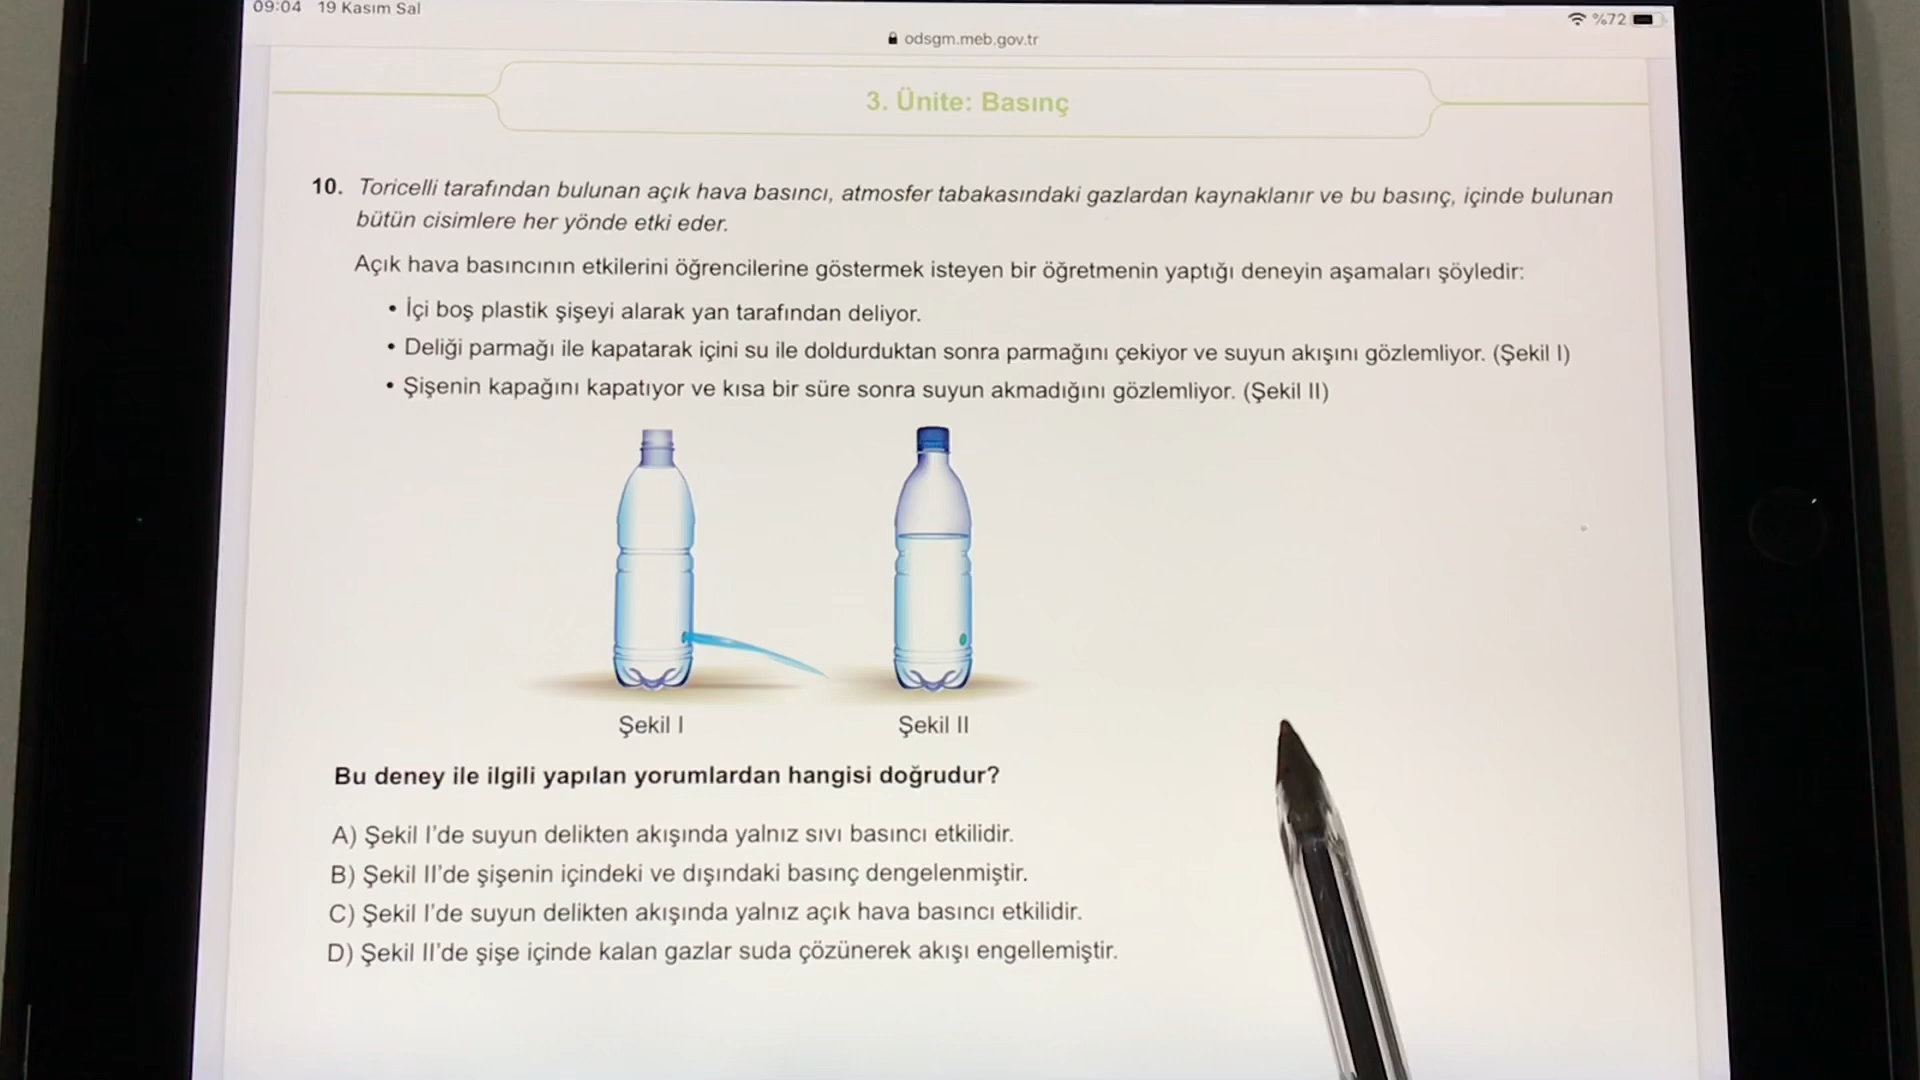 09:04 19 Kasım Sal
%72
odsgm.meb.gov.tr
3. Ünite: Basınç
10. Toricelli tarafından bulunan açık hava basıncı, atmosfer tabakasındaki gazlardan kaynaklanır ve bu basınç, içinde bulunan
bütün cisimlere her yönde etki eder.
Açık hava basıncının etkilerini öğrencilerine göstermek isteyen bir öğretmenin yaptığı deneyin aşamaları şöyledir:
• İçi boş plastik şişeyi alarak yan tarafından deliyor.
• Deliği parmağı ile kapatarak içini su ile doldurduktan sonra parmağını çekiyor ve suyun akışını gözlemliyor. (Şekil I)
• Şişenin kapağını kapatıyor ve kısa bir süre sonra suyun akmadığını gözlemliyor. (Şekil II)
Şekil I
Şekil II
Bu deney ile ilgili yapılan yorumlardan hangisi doğrudur?
A) Şekil I'de suyun delikten akışında yalnız sıvı basıncı etkilidir.
B) Şekil II'de şişenin içindeki ve dışındaki basınç dengelenmiştir.
C) Şekil I'de suyun delikten akışında yalnız açık hava basıncı etkilidir.
D) Şekil II'de şişe içinde kalan gazlar suda çözünerek akışı engellemiştir.